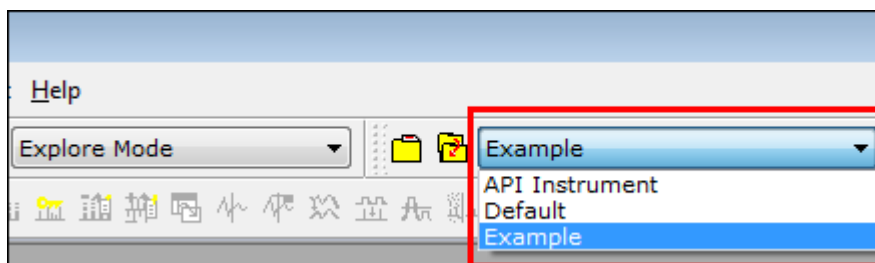 Help
Explore Mode
Example
API Instrument
Default
Example